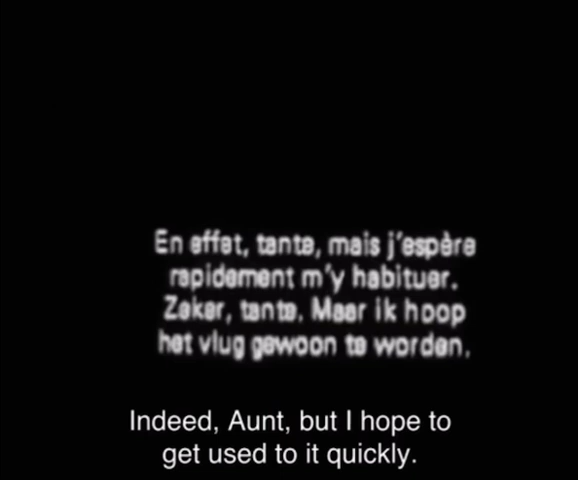 En effet, tante, mais j'espère
rapidement m'y habituer.
Zeker, tante. Maar ik hoop
het vlug gewoon te worden.
Indeed, Aunt, but I hope to
get used to it quickly.